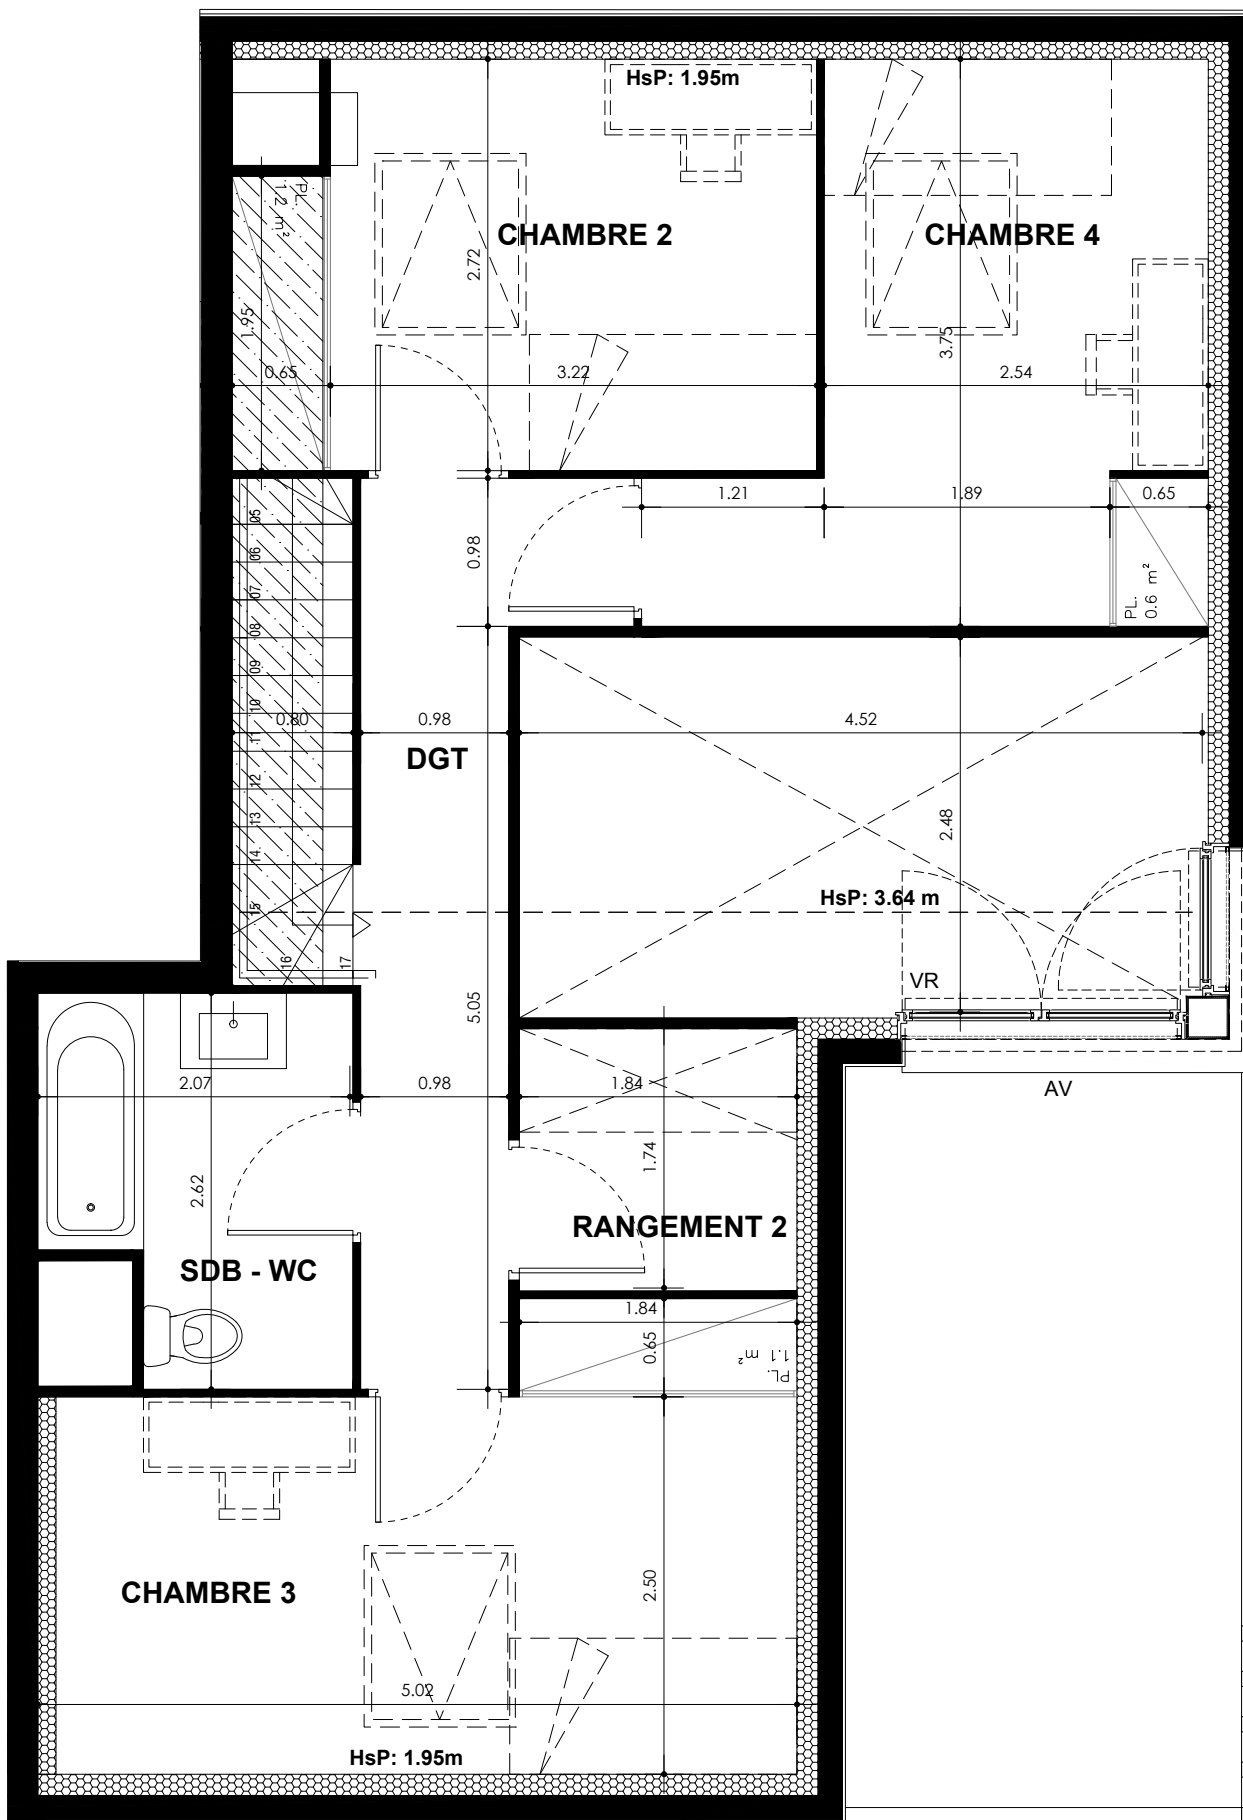 HsP: 1.95m
PL.
1.2 m²
CHAMBRE 2
CHAMBRE 4
2.72
1.95
3.75
0.65
3.22
2.54
1.21
1.89
0.65
05
06
0.98
07
PL.
0.6 m²
08
09
10
0.80
0.98
4.52
11
DGT
12
13
2.48
14
HsP: 3.64 m
15
16
17
VR
5.05
2.07
0.98
1.84
AV
1.74
2.62
RANGEMENT 2
SDB - WC
1.84
0.65
PL.
1.1 m²
CHAMBRE 3
2.50
5.02
HsP: 1.95m